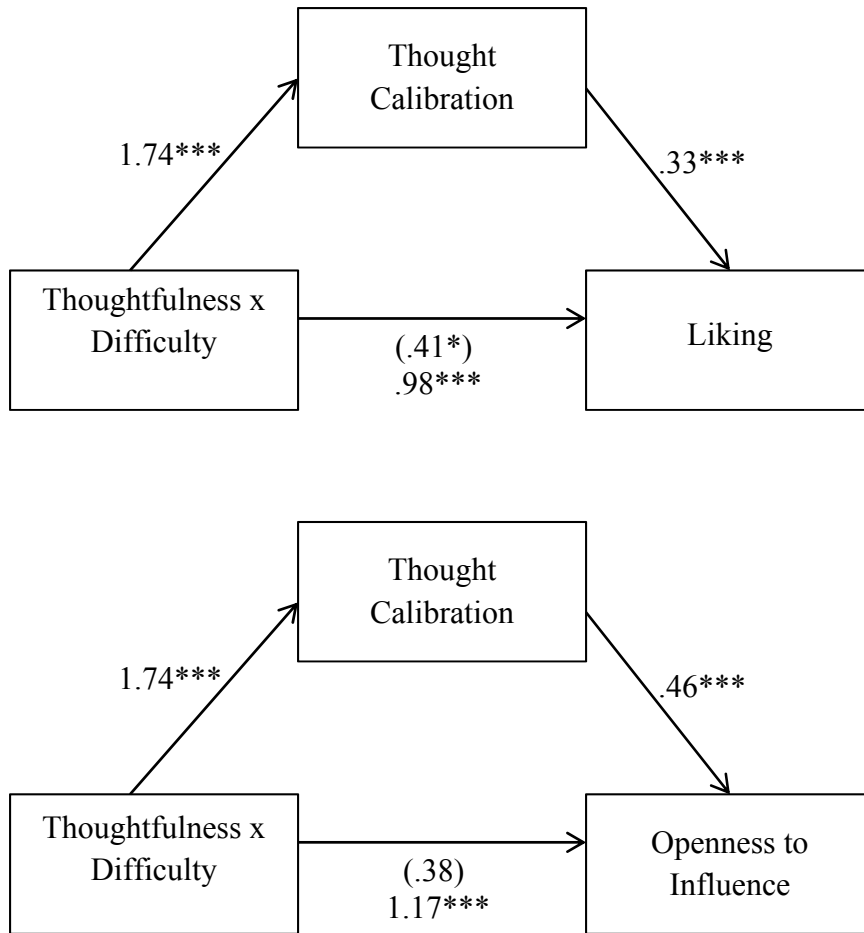 Thought
Calibration
1.74***
.33***
Thoughtfulness x
Difficulty
(.41*)
.98***
Liking
Thought
Calibration
1.74***
.46***
Thoughtfulness x
Difficulty
(.38)
1.17***
Openness to
Influence